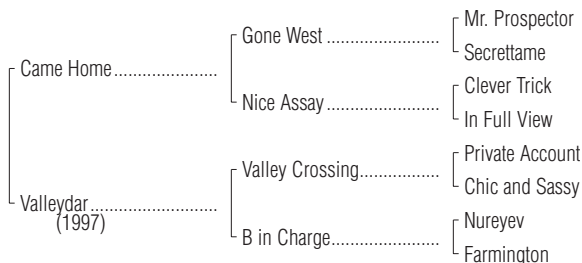 Mr. Prospector
Gone West
Secrettame
Came Home
Clever Trick
Nice Assay
In Full View
Private Account
Valley Crossing
Chic and Sassy
Valleydar
(1997)
Nureyev
B in Charge
Farmington